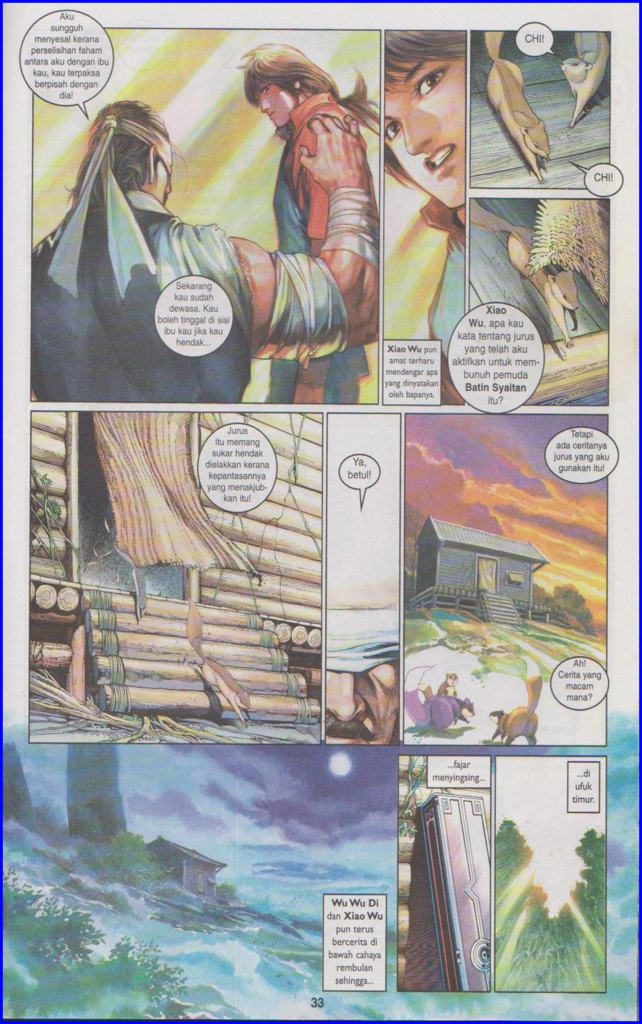 Aku
sungguh
menyesal kerana
perselisihan faham
antara aku dengan ibu
kau, kau terpaksa
berpisah dengan
dia!
Sekarang
kau sudah
dewasa. Kau
boleh tinggal di sisi
ibu kau jika kau
hendak...
Xiao Wu pun
amat terharu
mendengar apa
yang dinyatakan
oleh bapanya.
CHI!
CHI!
Xiao
Wu, apa kau
kata tentang jurus
yang telah aku
aktifkan untuk mem-
bunuh pemuda
Batin Syaitan
itu?
Jurus
itu memang
sukar hendak
dielakkan kerana
kepantasannya
yang menakjub-
kan itu!
Ya,
betul!
Tetapi
ada ceritanya
jurus yang aku
gunakan itu!
Ah!
Cerita yang
macam
mana?
Wu Wu Di
dan Xiao Wu
pun terus
bercerita di
bawah cahaya
rembulan
sehingga...
...fajar
menyingsing...
...di
ufuk
timur.
33